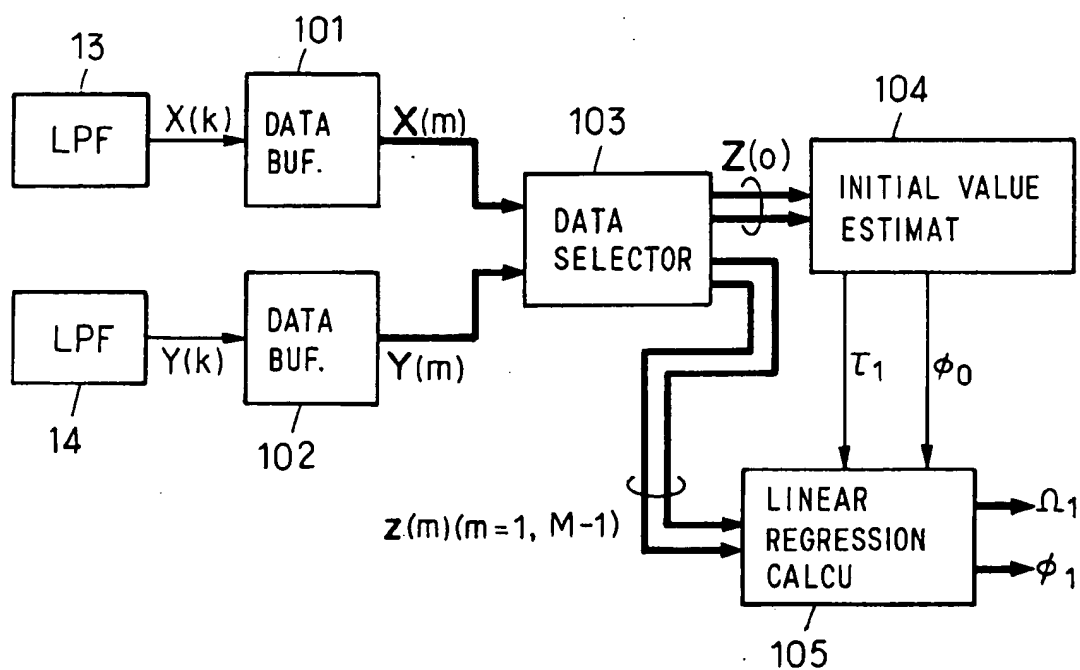 13
LPF
X(k)
101
DATA
BUF.
X(m)
103
DATA
SELECTOR
Z(0)
104
INITIAL VALUE
ESTIMAT
14
LPF
Y(k)
102
DATA
BUF.
Y(m)
τ1
ϕ0
z(m)(m=1, M-1)
LINEAR
REGRESSION
CALCU
105
Ω1
ϕ1